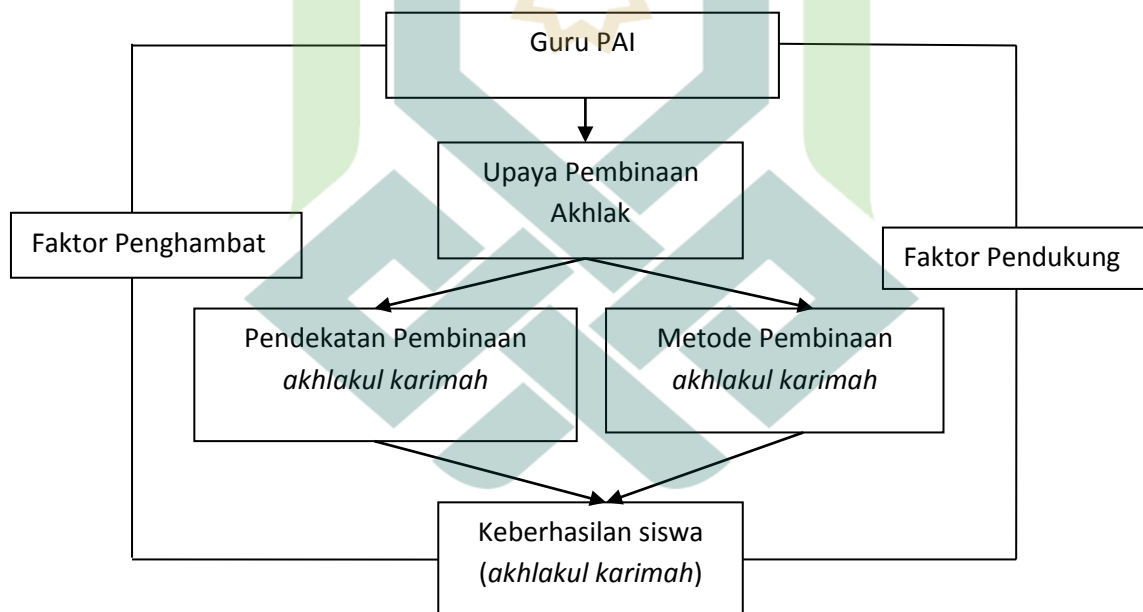 Guru PAI
Upaya Pembinaan
Akhlak
Faktor Penghambat
Faktor Pendukung
Pendekatan Pembinaan
akhlakul karimah
Metode Pembinaan
akhlakul karimah
Keberhasilan siswa
(akhlakul karimah)